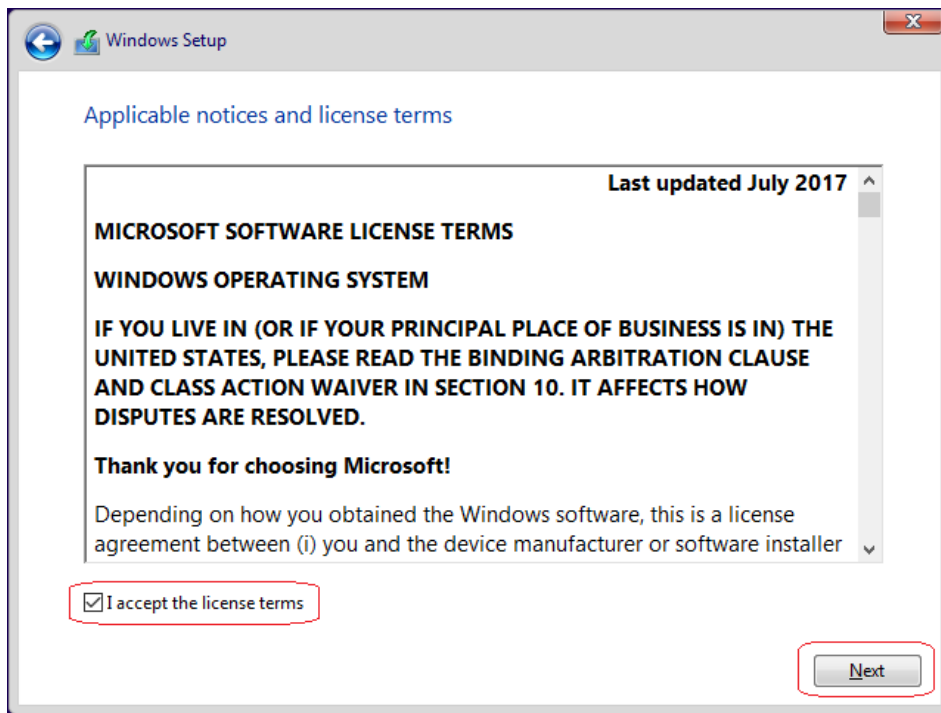 Windows Setup
Applicable notices and license terms
Last updated July 2017
MICROSOFT SOFTWARE LICENSE TERMS
WINDOWS OPERATING SYSTEM
IF YOU LIVE IN (OR IF YOUR PRINCIPAL PLACE OF BUSINESS IS IN) THE
UNITED STATES, PLEASE READ THE BINDING ARBITRATION CLAUSE
AND CLASS ACTION WAIVER IN SECTION 10. IT AFFECTS HOW
DISPUTES ARE RESOLVED.
Thank you for choosing Microsoft!
Depending on how you obtained the Windows software, this is a license
agreement between (i) you and the device manufacturer or software installer
I accept the license terms
Next